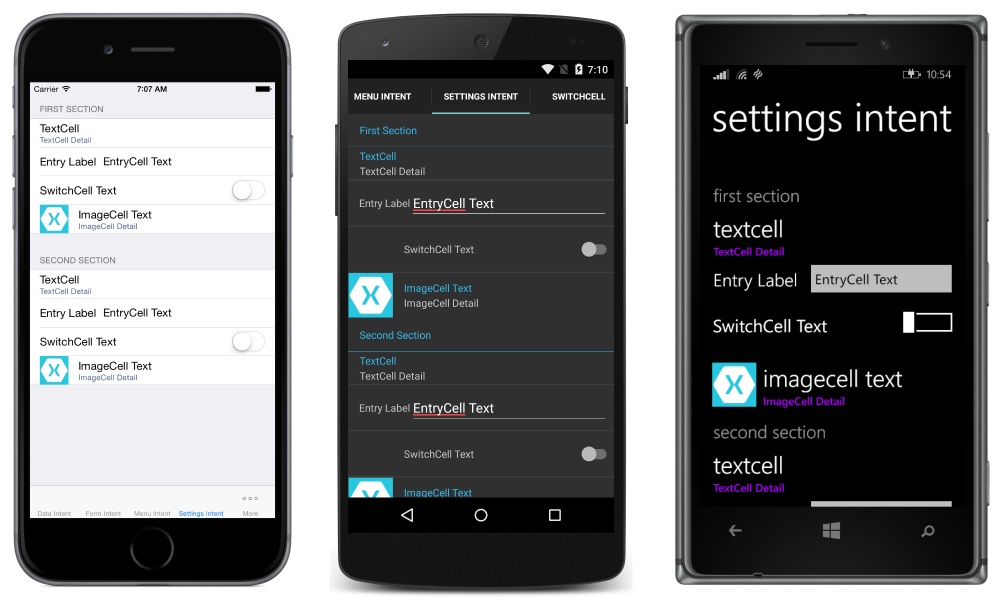 Carrier 7:07 AM
FIRST SECTION
TextCell
TextCell Detail
Entry Label EntryCell Text
SwitchCell Text
ImageCell Text
ImageCell Detail
SECOND SECTION
TextCell
TextCell Detail
Entry Label EntryCell Text
SwitchCell Text
ImageCell Text
ImageCell Detail
Data Intent Form Intent Menu Intent Settings Intent More
7:10
MENU INTENT SETTINGS INTENT SWITCHCELL
First Section
TextCell
TextCell Detail
Entry Label EntryCell Text
SwitchCell Text
ImageCell Text
ImageCell Detail
Second Section
TextCell
TextCell Detail
Entry Label EntryCell Text
SwitchCell Text
ImageCell Text
10:54
settings intent
first section
textcell
TextCell Detail
Entry Label EntryCell Text
SwitchCell Text
imagecell text
ImageCell Detail
second section
textcell
TextCell Detail